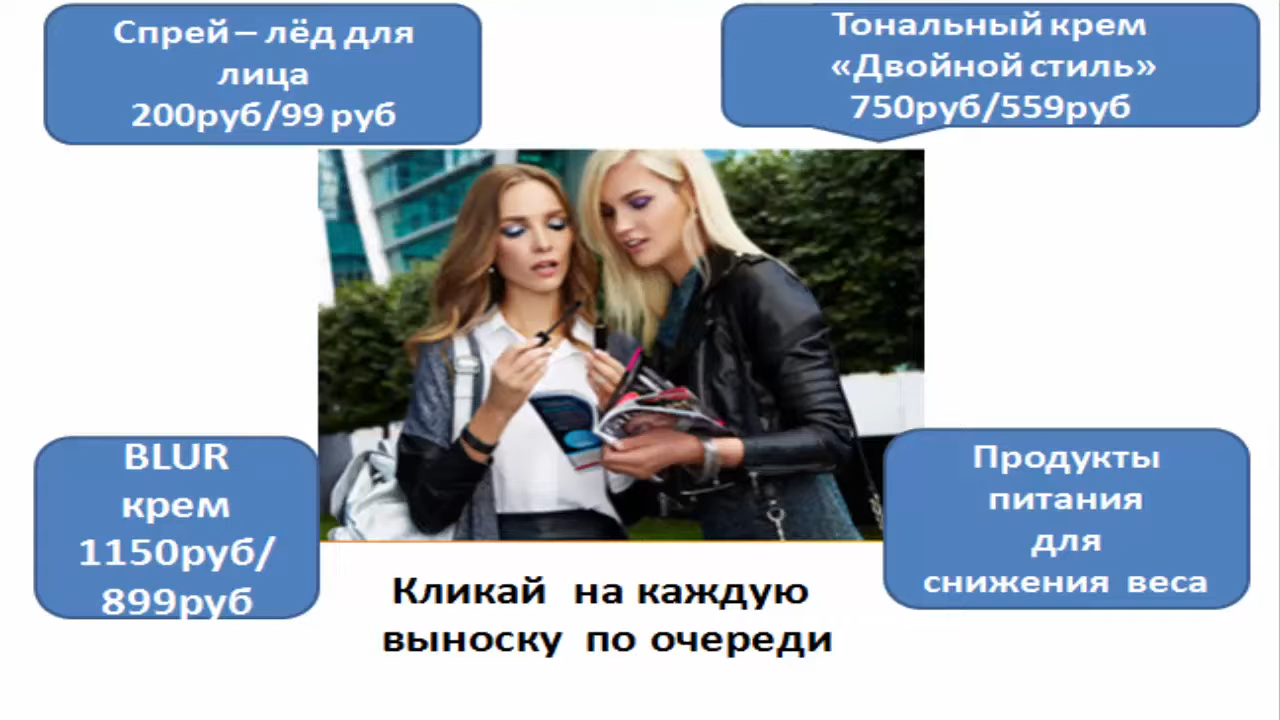 Спрей – лёд для
лица
200руб/99 руб
Тональный крем
«Двойной стиль»
750руб/559руб
BLUR
крем
1150руб/
899руб
Продукты
питания
для
снижения веса
Кликай на каждую
выноску по очереди